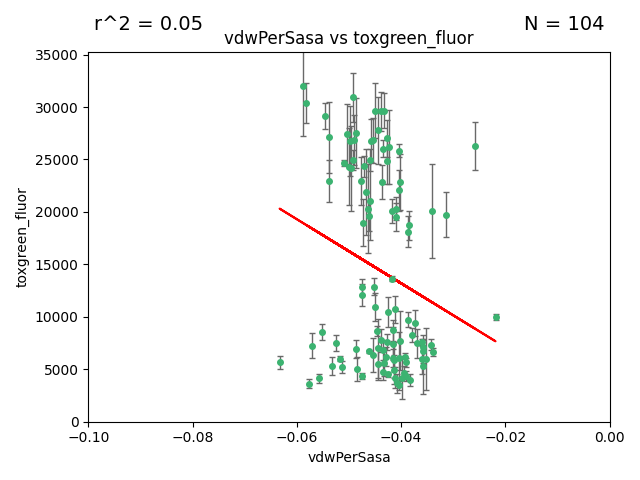 r^2 = 0.05
N = 104
vdwPerSasa vs toxgreen_fluor
35000
30000
25000
20000
15000
10000
5000
0
toxgreen_fluor
−0.10
−0.08
−0.06
−0.04
−0.02
0.00
vdwPerSasa